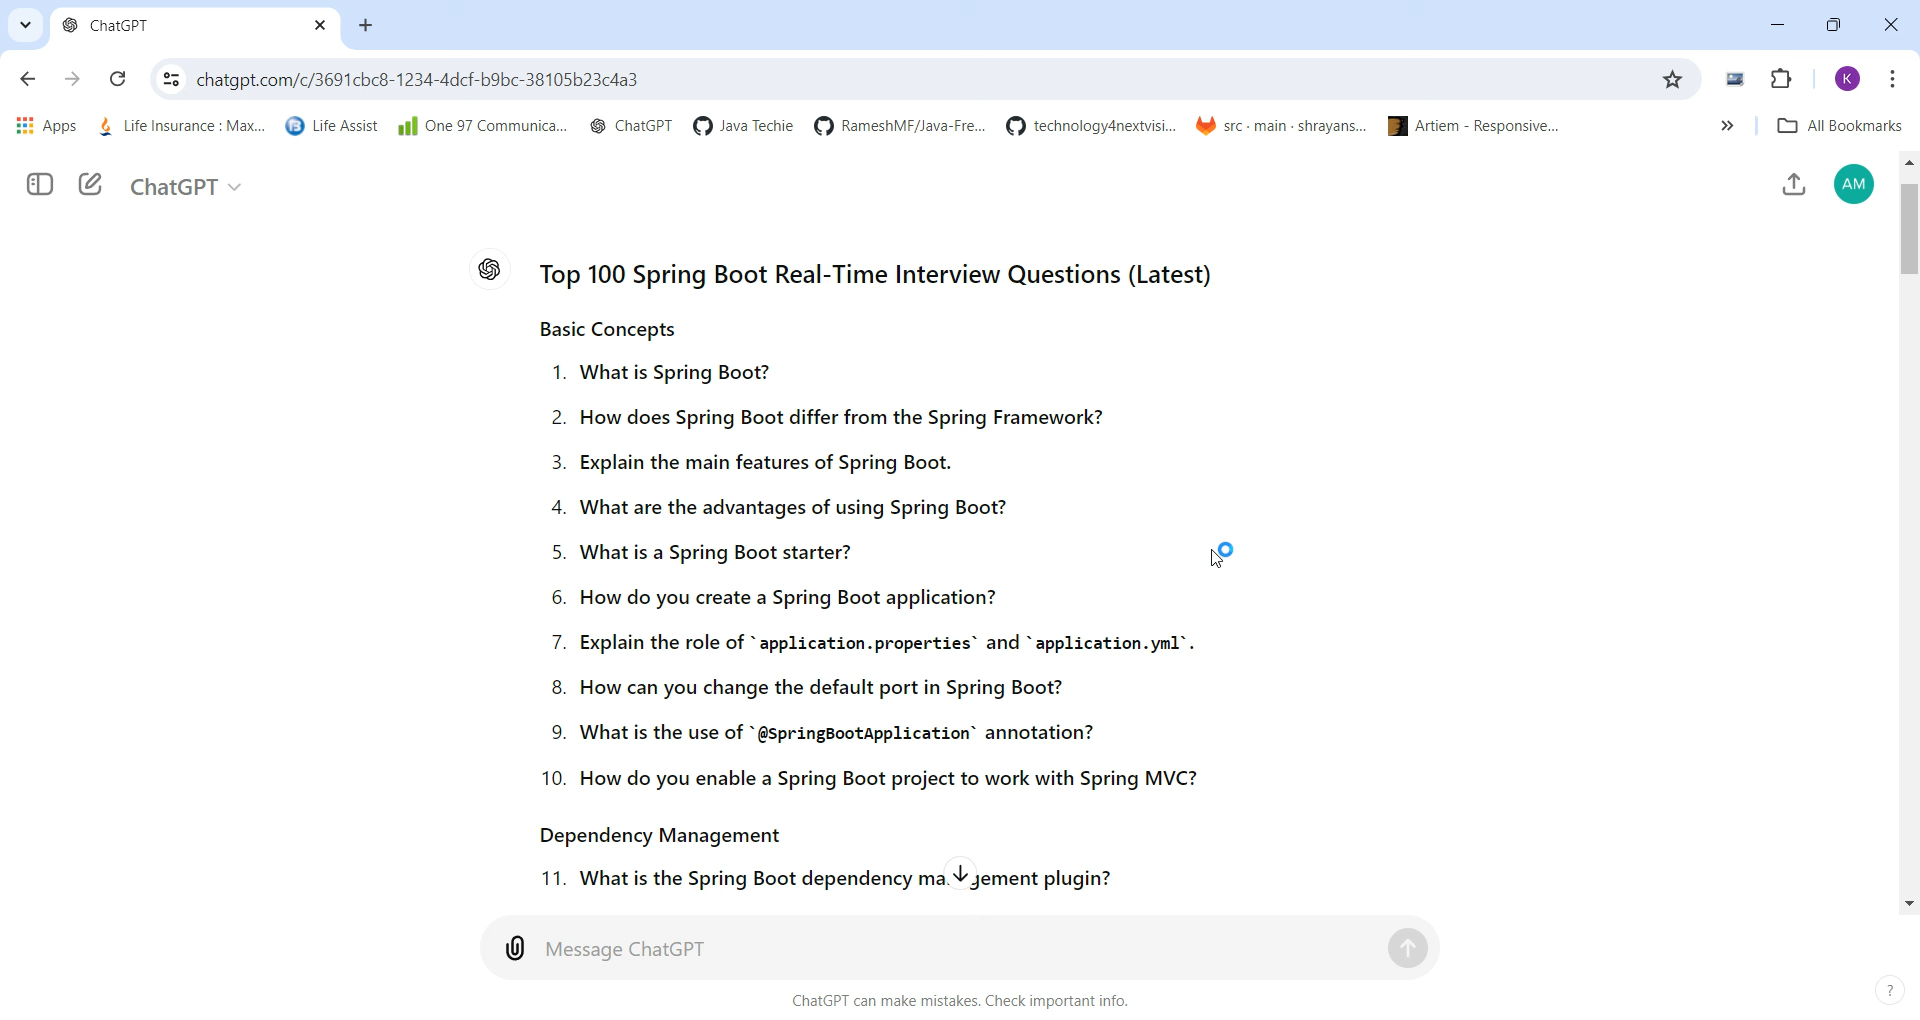 ChatGPT
chatgpt.com/c/3691cbc8-1234-4dcf-b9bc-38105b23c4a3
K
Apps Life Insurance : Max... Life Assist One 97 Communica... ChatGPT Java Techie RameshMF/Java-Fre... technology4nextvisi... src · main · shrayans... Artiem - Responsive... » All Bookmarks
ChatGPT
AM
Top 100 Spring Boot Real-Time Interview Questions (Latest)
Basic Concepts
1. What is Spring Boot?
2. How does Spring Boot differ from the Spring Framework?
3. Explain the main features of Spring Boot.
4. What are the advantages of using Spring Boot?
5. What is a Spring Boot starter?
6. How do you create a Spring Boot application?
7. Explain the role of `application.properties` and `application.yml`.
8. How can you change the default port in Spring Boot?
9. What is the use of `@SpringBootApplication` annotation?
10. How do you enable a Spring Boot project to work with Spring MVC?
Dependency Management
11. What is the Spring Boot dependency plugin?
Message ChatGPT
ChatGPT can make mistakes. Check important info.
?